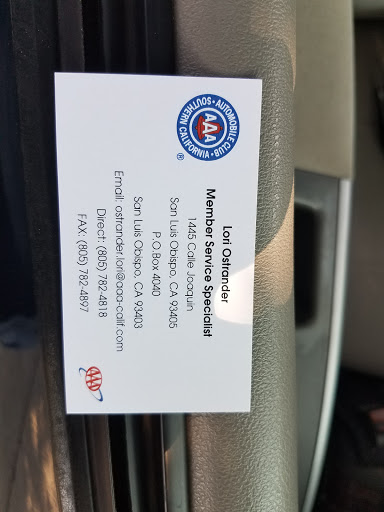 AUTOMOBILE CLUB
AAA
SOUTHERN CALIFORNIA
®
Lori Ostrander
Member Service Specialist
1445 Calle Joaquin
San Luis Obispo, CA 93405
P.O.Box 4040
San Luis Obispo, CA 93403
Email: ostrander.lori@aaa-calif.com
Direct: (805) 782-4818
FAX: (805) 782-4897
AAA